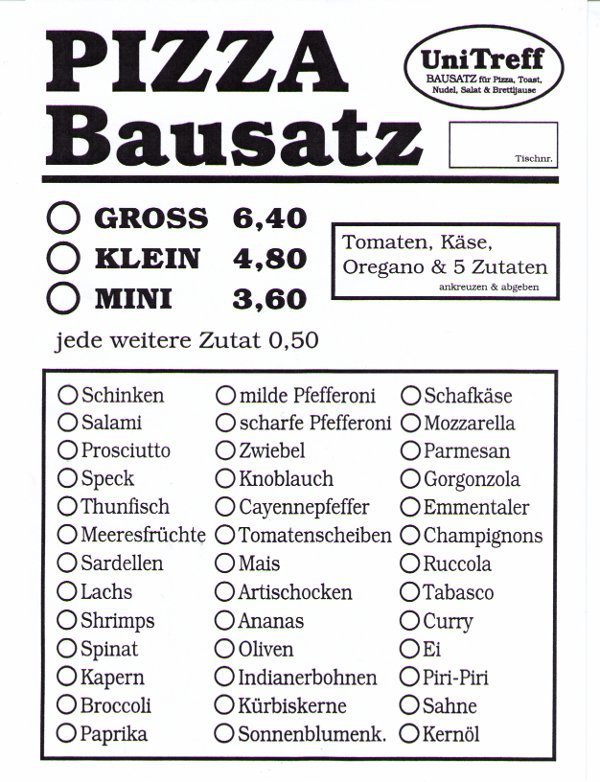 PIZZA
Bausatz
UniTreff
BAUSATZ für Pizza, Toast,
Nudel, Salat & Brettljause
Tischnr.
GROSS 6,40
KLEIN 4,80
MINI 3,60
Tomaten, Käse,
Oregano & 5 Zutaten
ankreuzen & abgeben
jede weitere Zutat 0,50
Schinken
Salami
Prosciutto
Speck
Thunfisch
Meeresfrüchte
Sardellen
Lachs
Shrimps
Spinat
Kapern
Broccoli
Paprika
milde Pfefferoni
scharfe Pfefferoni
Zwiebel
Knoblauch
Cayennepfeffer
Tomatenscheiben
Mais
Artischocken
Ananas
Oliven
Indianerbohnen
Kürbiskerne
Sonnenblumenk.
Schafkäse
Mozzarella
Parmesan
Gorgonzola
Emmentaler
Champignons
Ruccola
Tabasco
Curry
Ei
Piri-Piri
Sahne
Kernöl